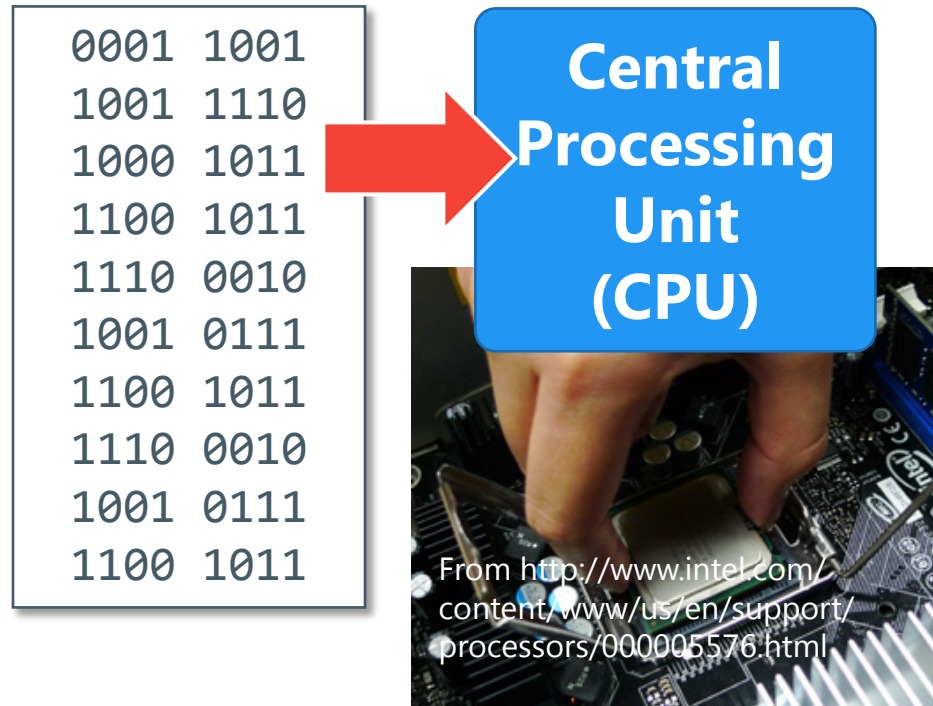 0001 1001
1001 1110
1000 1011
1100 1011
1110 0010
1001 0111
1100 1011
1110 0010
1001 0111
1100 1011
Central
Processing
Unit
(CPU)
intel
From http://www.intel.com/
content/www/us/en/support/
processors/000005576.html